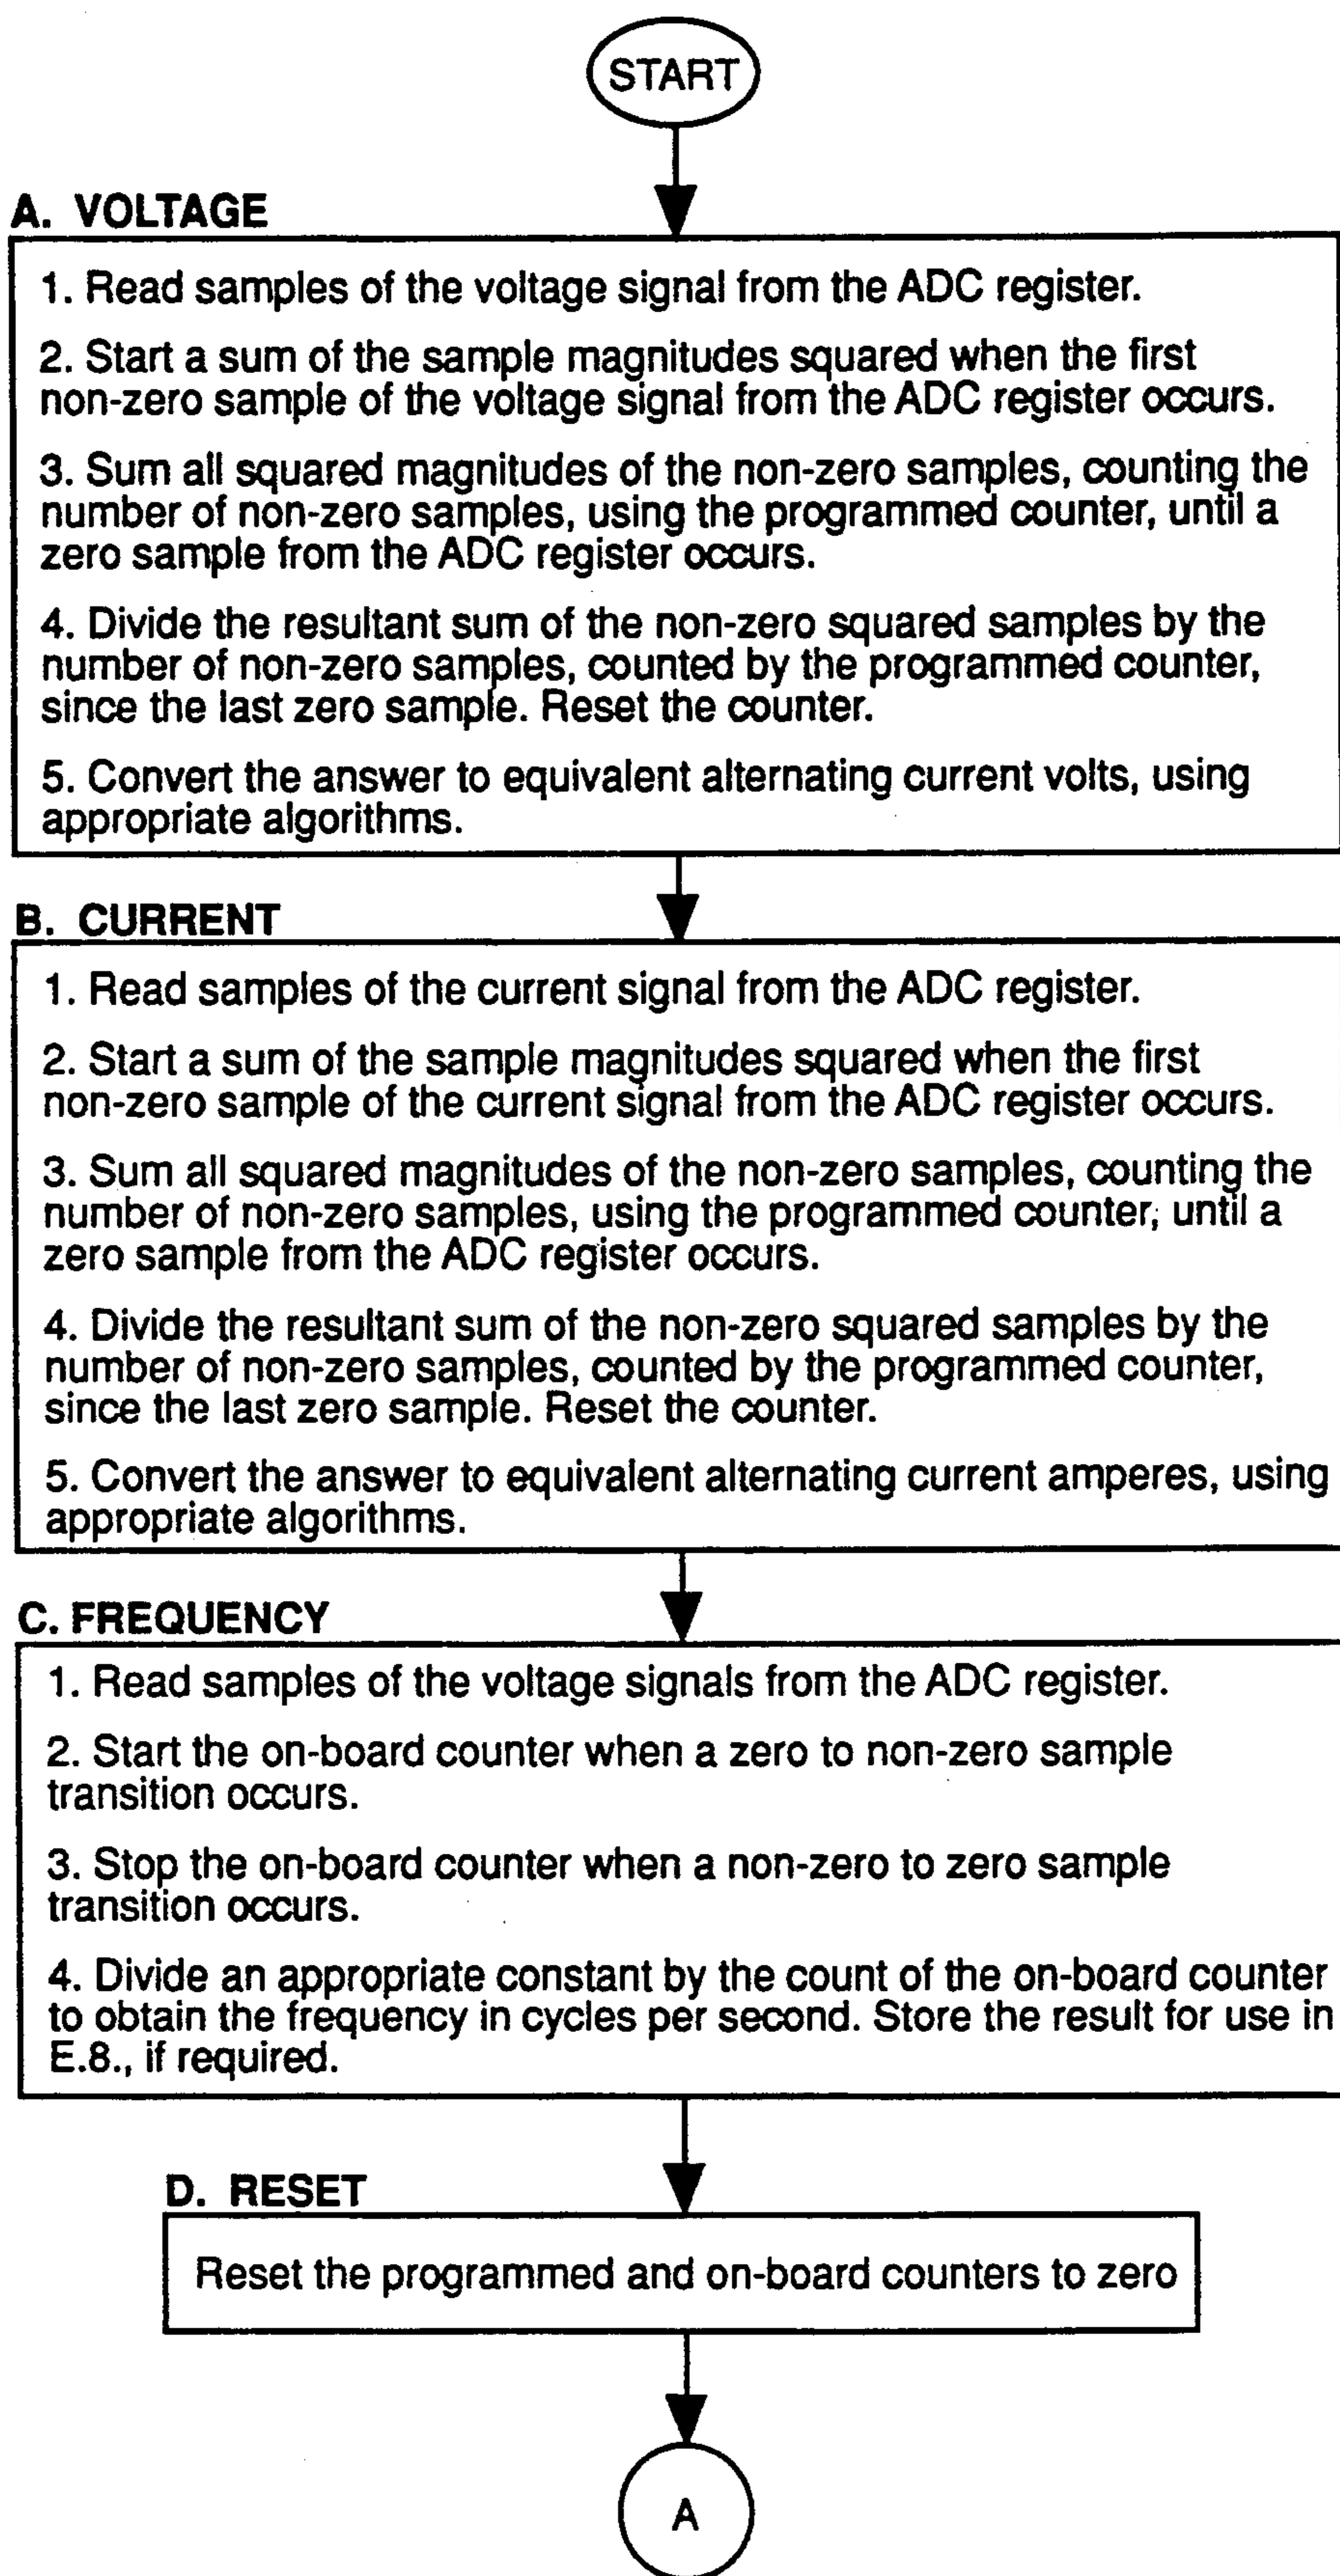 START
A. VOLTAGE
1. Read samples of the voltage signal from the ADC register.
2. Start a sum of the sample magnitudes squared when the first
non-zero sample of the voltage signal from the ADC register occurs.
3. Sum all squared magnitudes of the non-zero samples, counting the
number of non-zero samples, using the programmed counter, until a
zero sample from the ADC register occurs.
4. Divide the resultant sum of the non-zero squared samples by the
number of non-zero samples, counted by the programmed counter,
since the last zero sample. Reset the counter.
5. Convert the answer to equivalent alternating current volts, using
appropriate algorithms.
B. CURRENT
1. Read samples of the current signal from the ADC register.
2. Start a sum of the sample magnitudes squared when the first
non-zero sample of the current signal from the ADC register occurs.
3. Sum all squared magnitudes of the non-zero samples, counting the
number of non-zero samples, using the programmed counter, until a
zero sample from the ADC register occurs.
4. Divide the resultant sum of the non-zero squared samples by the
number of non-zero samples, counted by the programmed counter,
since the last zero sample. Reset the counter.
5. Convert the answer to equivalent alternating current amperes, using
appropriate algorithms.
C. FREQUENCY
1. Read samples of the voltage signals from the ADC register.
2. Start the on-board counter when a zero to non-zero sample
transition occurs.
3. Stop the on-board counter when a non-zero to zero sample
transition occurs.
4. Divide an appropriate constant by the count of the on-board counter
to obtain the frequency in cycles per second. Store the result for use in
E.8., if required.
D. RESET
Reset the programmed and on-board counters to zero
A